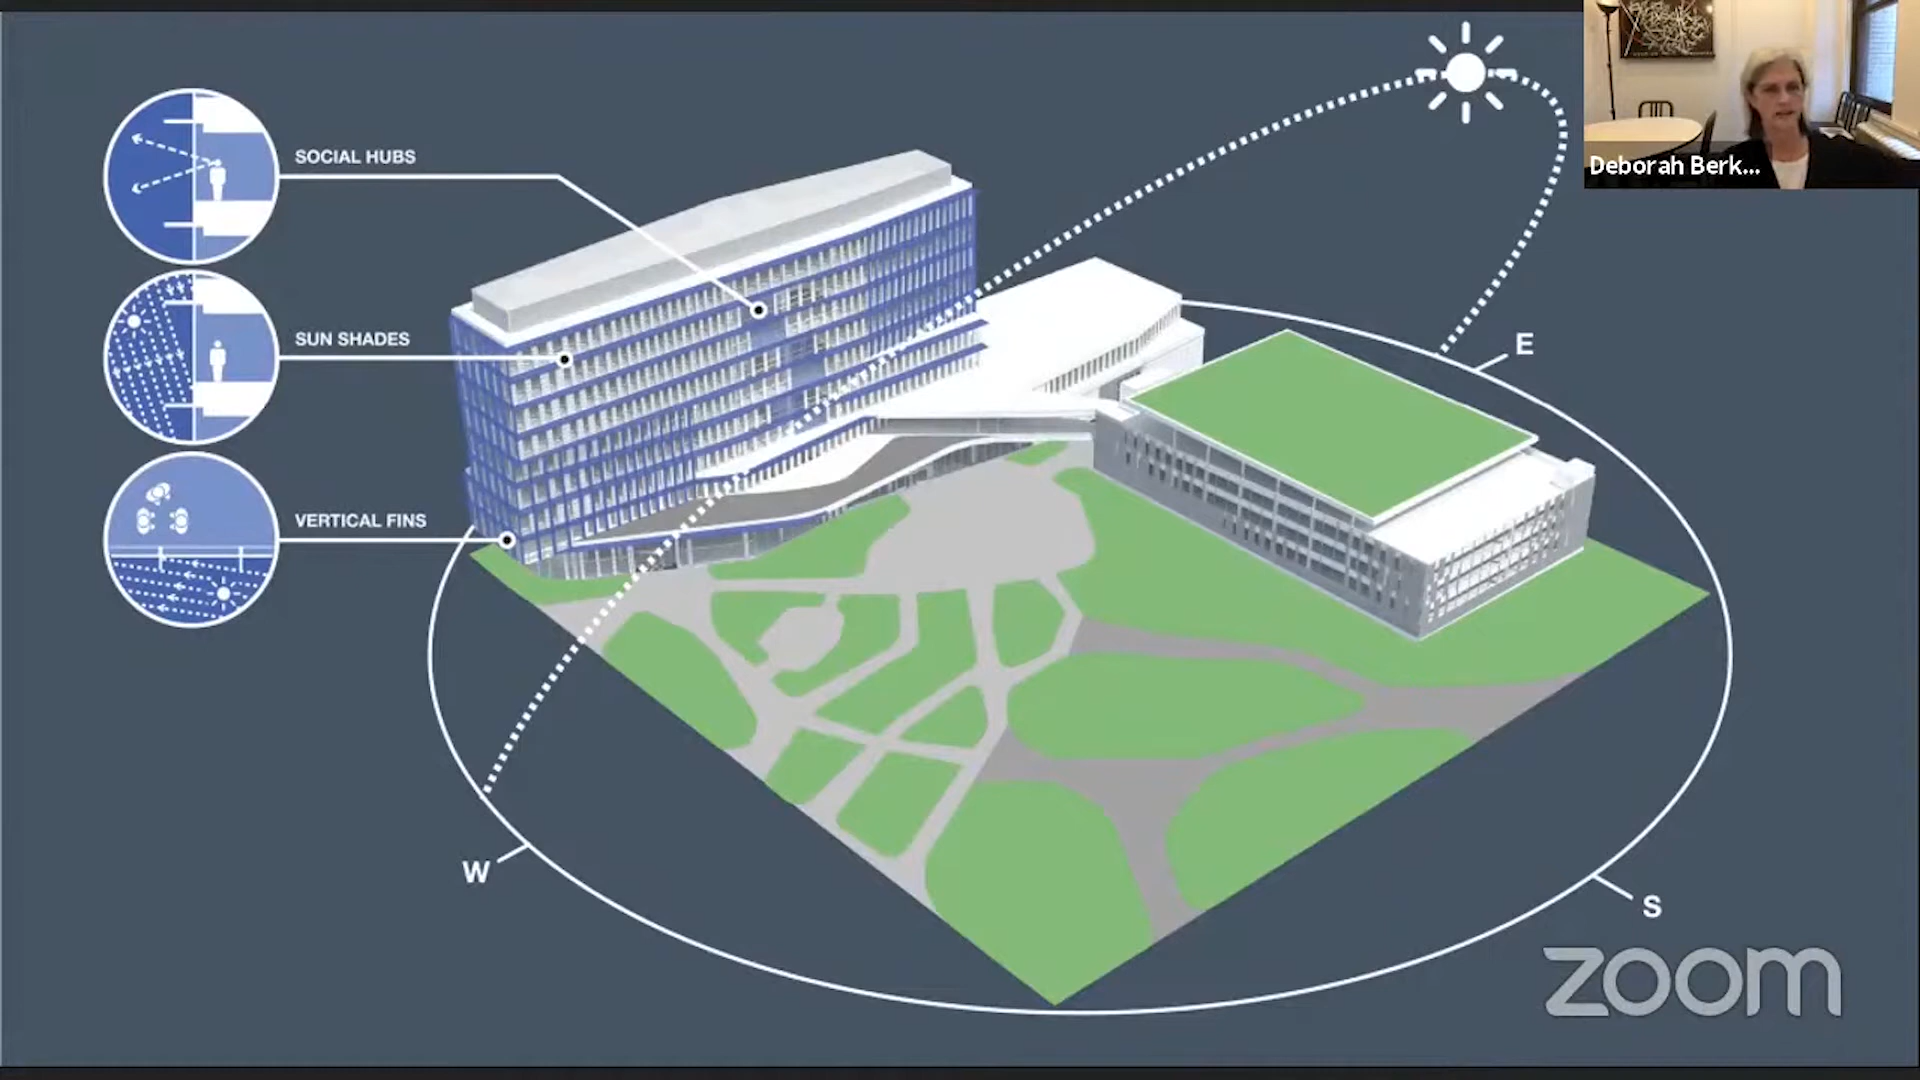 Deborah Berk...
SOCIAL HUBS
SUN SHADES
E
VERTICAL FINS
W
S
zoom